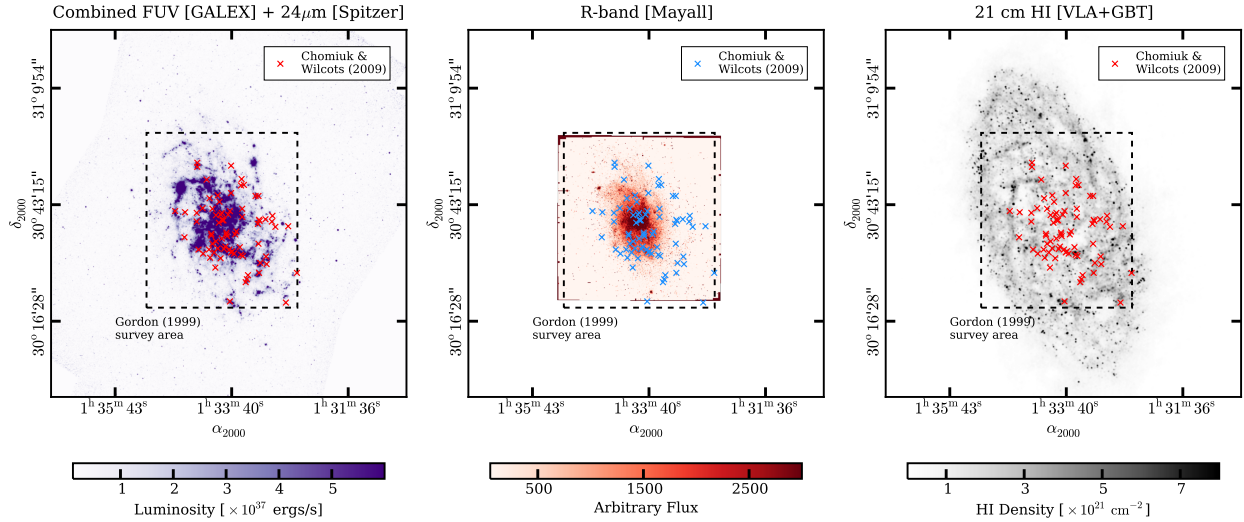 Combined FUV [GALEX] + 24μm [Spitzer]
Chomiuk &
Wilcots (2009)
31° 9'54"
30° 43'15"
30° 16'28"
δ2000
Gordon (1999)
survey area
1h 35m 43s
1h 33m 40s
1h 31m 36s
α2000
1
2
3
4
5
Luminosity [ ×10^37 ergs/s]
R-band [Mayall]
Chomiuk &
Wilcots (2009)
31° 9'54"
30° 43'15"
30° 16'28"
δ2000
Gordon (1999)
survey area
1h 35m 43s
1h 33m 40s
1h 31m 36s
α2000
500
1500
2500
Arbitrary Flux
21 cm HI [VLA+GBT]
Chomiuk &
Wilcots (2009)
31° 9'54"
30° 43'15"
30° 16'28"
δ2000
Gordon (1999)
survey area
1h 35m 43s
1h 33m 40s
1h 31m 36s
α2000
1
3
5
7
HI Density [ ×10^21 cm^−2]